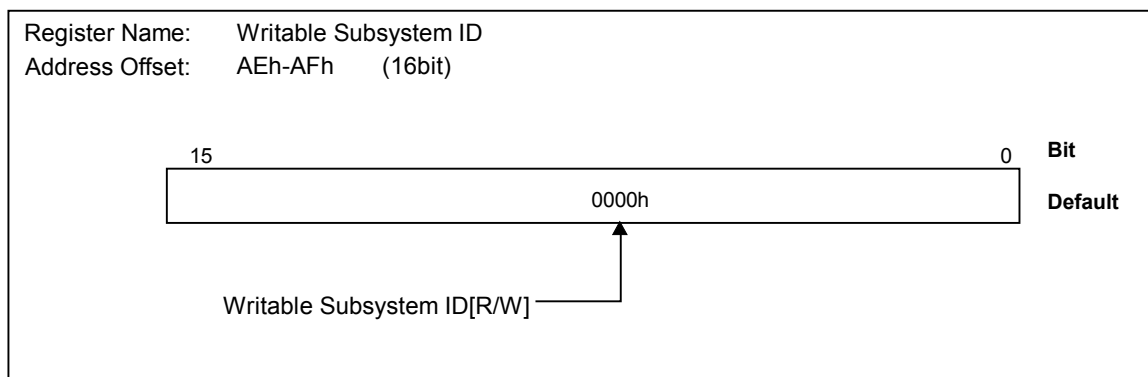 Register Name: Writable Subsystem ID
Address Offset: AEh-AFh (16bit)
15 0 Bit
0000h Default
Writable Subsystem ID[R/W]